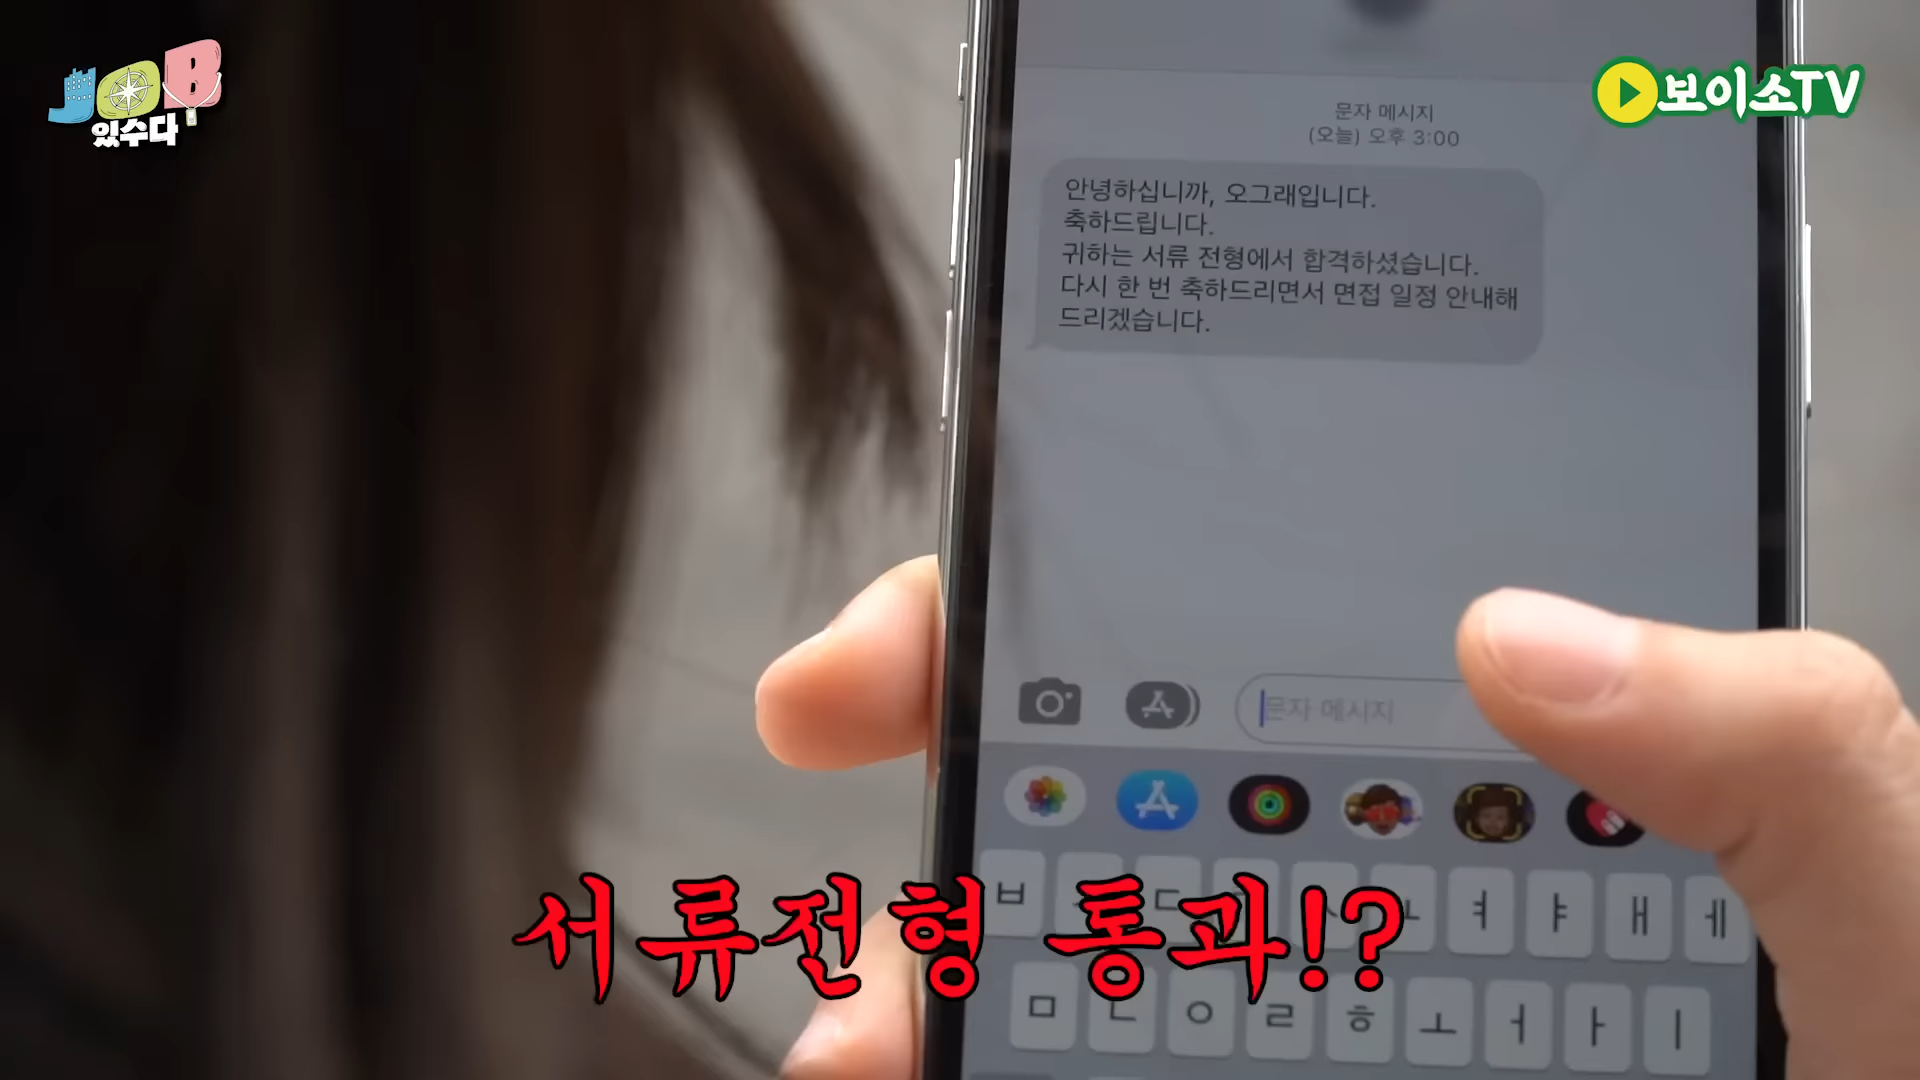 JOB
있수다
보이소TV
문자 메시지
(오늘) 오후 3:00
안녕하십니까, 오그래입니다.
축하드립니다.
귀하는 서류 전형에서 합격하셨습니다.
다시 한 번 축하드리면서 면접 일정 안내해
드리겠습니다.
문자 메시지
ㅂ ㄷ ㅕ ㅑ ㅐ ㅔ
서류전형 통과!?
ㅁ ㄴ ㅇ ㄹ ㅎ ㅗ ㅓ ㅏ ㅣ